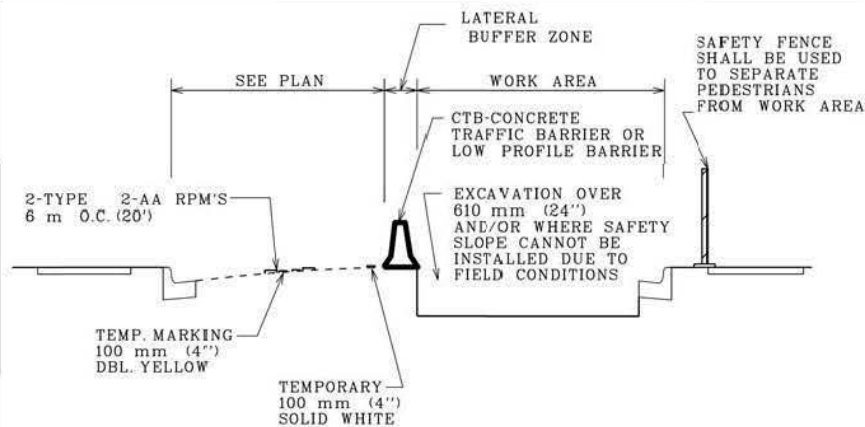 LATERAL
BUFFER ZONE
SAFETY FENCE
SHALL BE USED
TO SEPARATE
PEDESTRIANS
FROM WORK AREA
SEE PLAN
WORK AREA
CTB-CONCRETE
TRAFFIC BARRIER OR
LOW PROFILE BARRIER
2-TYPE 2-AA RPM'S
6 m O.C. (20')
EXCAVATION OVER
610 mm (24'')
AND/OR WHERE SAFETY
SLOPE CANNOT BE
INSTALLED DUE TO
FIELD CONDITIONS
TEMP. MARKING
100 mm (4'')
DBL. YELLOW
TEMPORARY
100 mm (4'')
SOLID WHITE